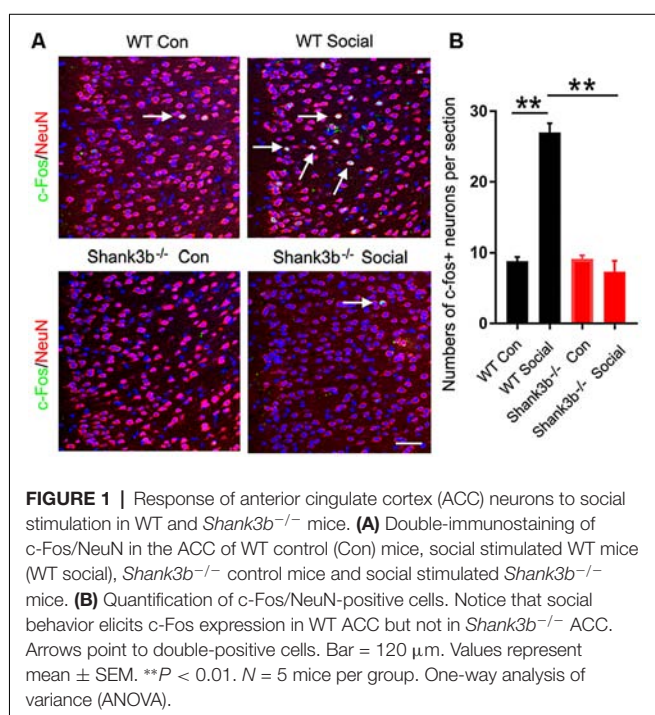 A
WT Con
WT Social
c-Fos/NeuN
Shank3b-/- Con
Shank3b-/- Social
c-Fos/NeuN
B
**
**
30
20
10
0
Numbers of c-fos+ neurons per section
WT Con
WT Social
Shank3b-/- Con
Shank3b-/- Social
FIGURE 1 | Response of anterior cingulate cortex (ACC) neurons to social
stimulation in WT and Shank3b−/− mice. (A) Double-immunostaining of
c-Fos/NeuN in the ACC of WT control (Con) mice, social stimulated WT mice
(WT social), Shank3b−/− control mice and social stimulated Shank3b−/−
mice. (B) Quantification of c-Fos/NeuN-positive cells. Notice that social
behavior elicits c-Fos expression in WT ACC but not in Shank3b−/− ACC.
Arrows point to double-positive cells. Bar = 120 μm. Values represent
mean ± SEM. **P < 0.01. N = 5 mice per group. One-way analysis of
variance (ANOVA).